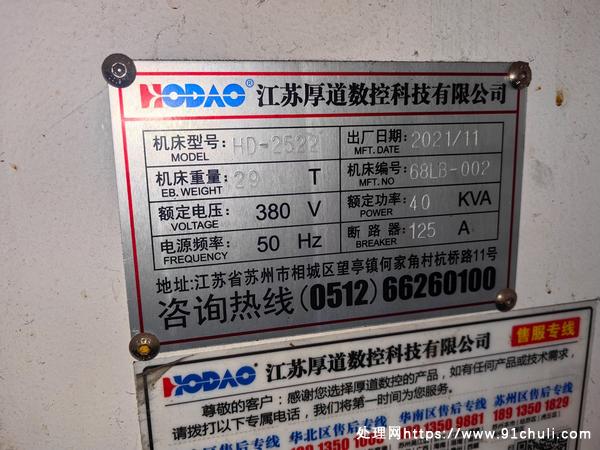 HODAO® 江苏厚道数控科技有限公司
机床型号: HD-2522 出厂日期: 2021/11
MODEL MFT.DATE
机床重量: 29 T 机床编号: 68LB-002
EB.WEIGHT MFT.NO
额定电压: 380 V 额定功率: 40 KVA
VOLTAGE POWER
电源频率: 50 Hz 断路器: 125 A
FREQUENCY BREAKER
地址:江苏省苏州市相城区望亭镇何家角村杭桥路11号
咨询热线(0512)66260100
HODAO® 江苏厚道数控科技有限公司 售服专线
尊敬的客户:感谢您选择厚道数控的产品,如有任何产品或技术需求,
请拨打以下专属电话,我们将第一时间为您服务。
区售后专线 华北区售后专线 华南区售后专线 苏州区售后专线
189 1350 1829
处理网https://www.91chuli.com/